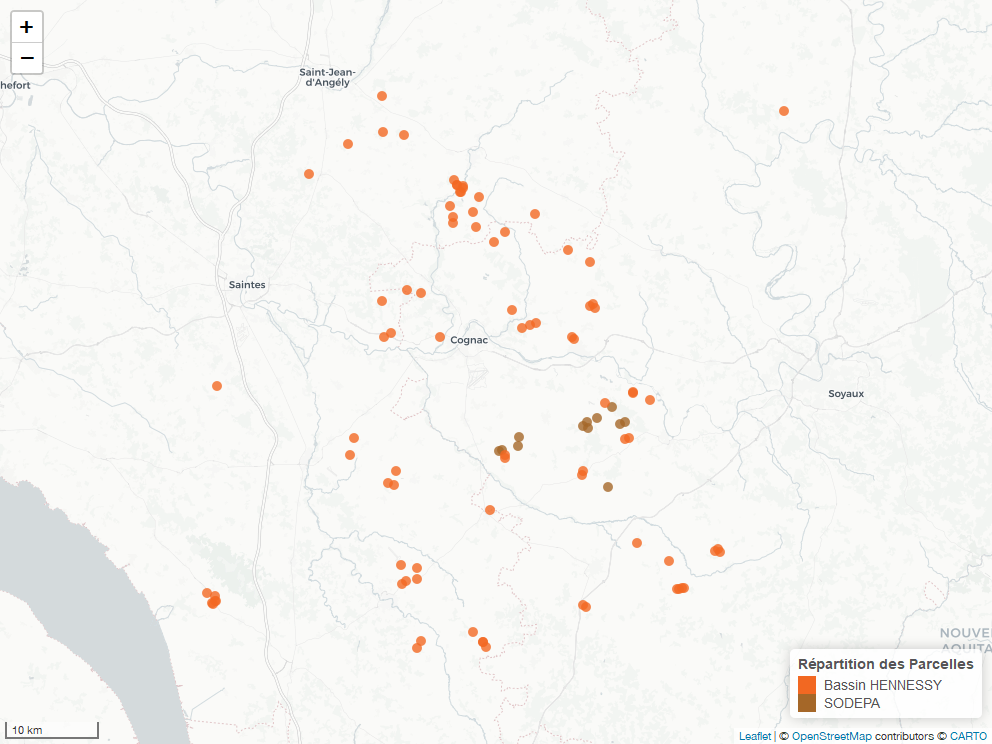 +
−
Saint-Jean-
d'Angély
hefort
Saintes
Cognac
Soyaux
NOUVE
AQUITA
Répartition des Parcelles
Bassin HENNESSY
SODEPA
10 km
Leaflet | © OpenStreetMap contributors © CARTO